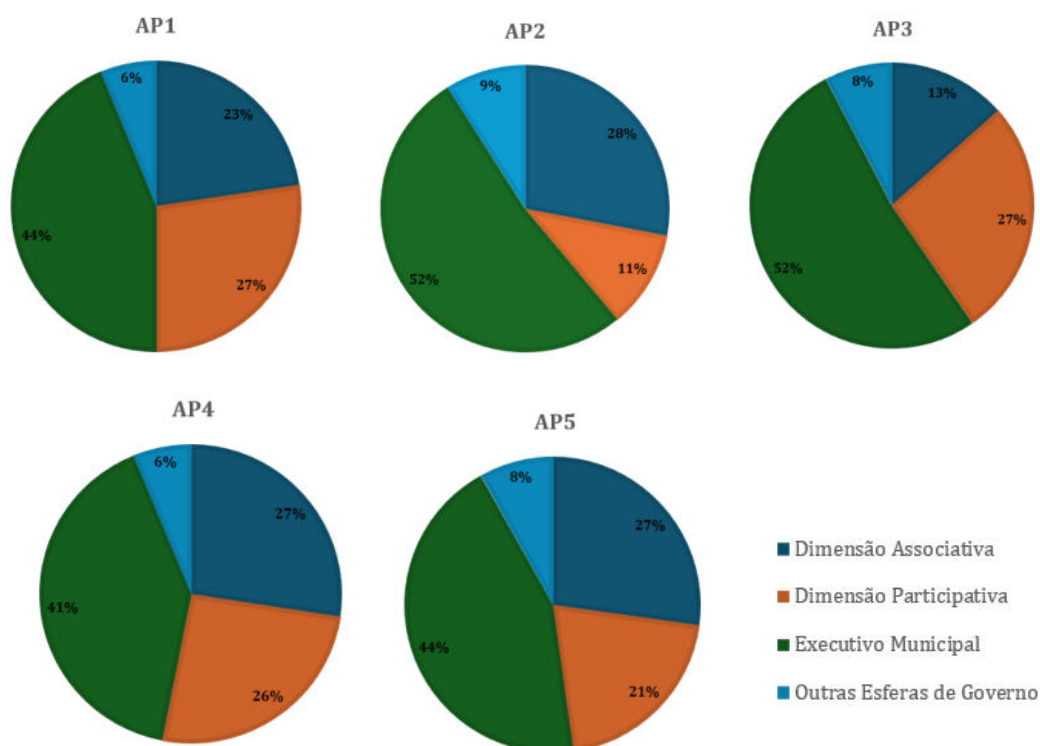 AP1
6%
23%
44%
27%
AP2
9%
28%
52%
11%
AP3
8%
13%
27%
52%
AP4
6%
27%
41%
26%
AP5
8%
27%
44%
21%
Dimensão Associativa
Dimensão Participativa
Executivo Municipal
Outras Esferas de Governo